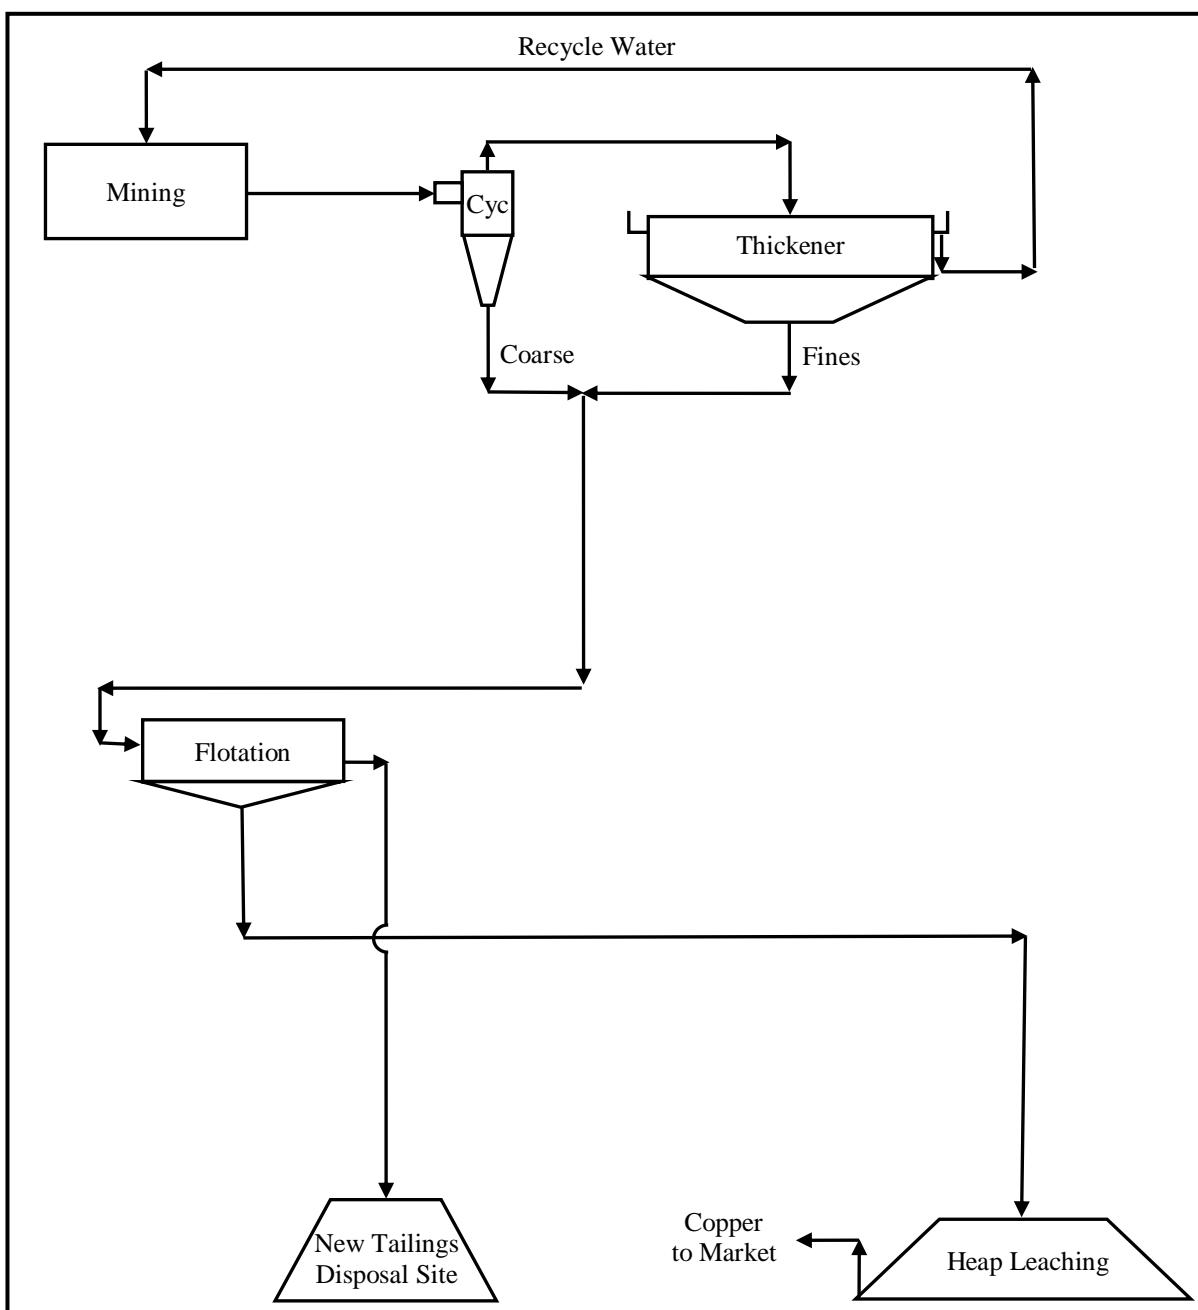 Recycle Water
Mining
Cyc
Thickener
Coarse
Fines
Flotation
New Tailings
Disposal Site
Copper
to Market
Heap Leaching